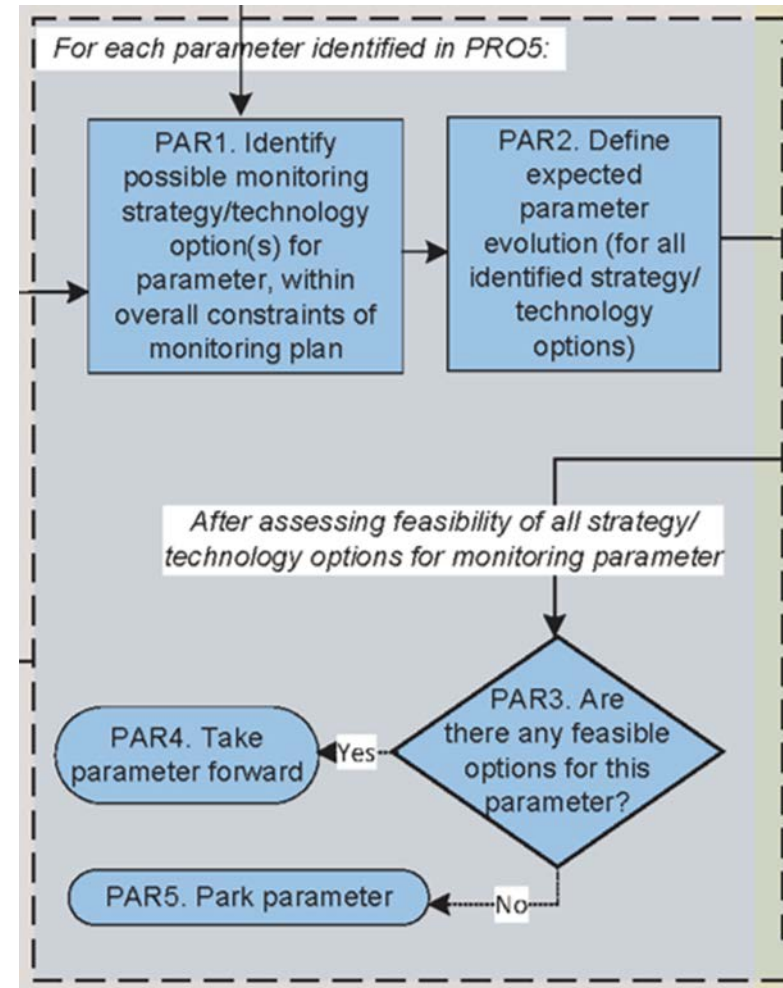 For each parameter identified in PRO5:
PAR1. Identify
possible monitoring
strategy/technology
option(s) for
parameter, within
overall constraints of
monitoring plan
PAR2. Define
expected
parameter
evolution (for all
identified strategy/
technology
options)
After assessing feasibility of all strategy/
technology options for monitoring parameter
PAR3. Are
there any feasible
options for this
parameter?
Yes
PAR4. Take
parameter forward
No
PAR5. Park parameter